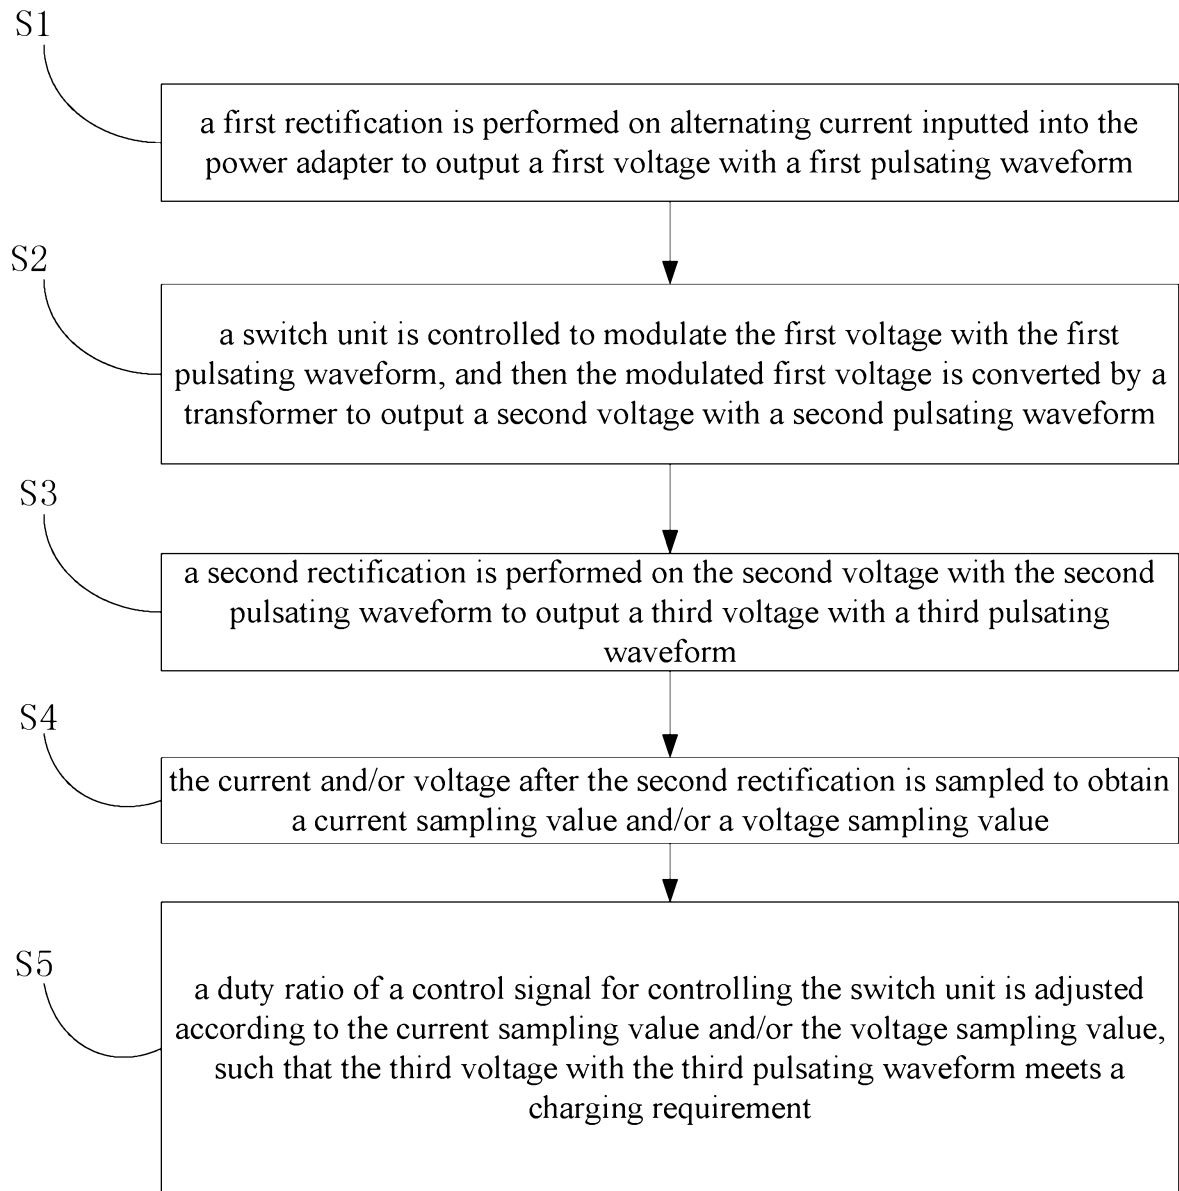 S1
a first rectification is performed on alternating current inputted into the
power adapter to output a first voltage with a first pulsating waveform
S2
a switch unit is controlled to modulate the first voltage with the first
pulsating waveform, and then the modulated first voltage is converted by a
transformer to output a second voltage with a second pulsating waveform
S3
a second rectification is performed on the second voltage with the second
pulsating waveform to output a third voltage with a third pulsating
waveform
S4
the current and/or voltage after the second rectification is sampled to obtain
a current sampling value and/or a voltage sampling value
S5
a duty ratio of a control signal for controlling the switch unit is adjusted
according to the current sampling value and/or the voltage sampling value,
such that the third voltage with the third pulsating waveform meets a
charging requirement